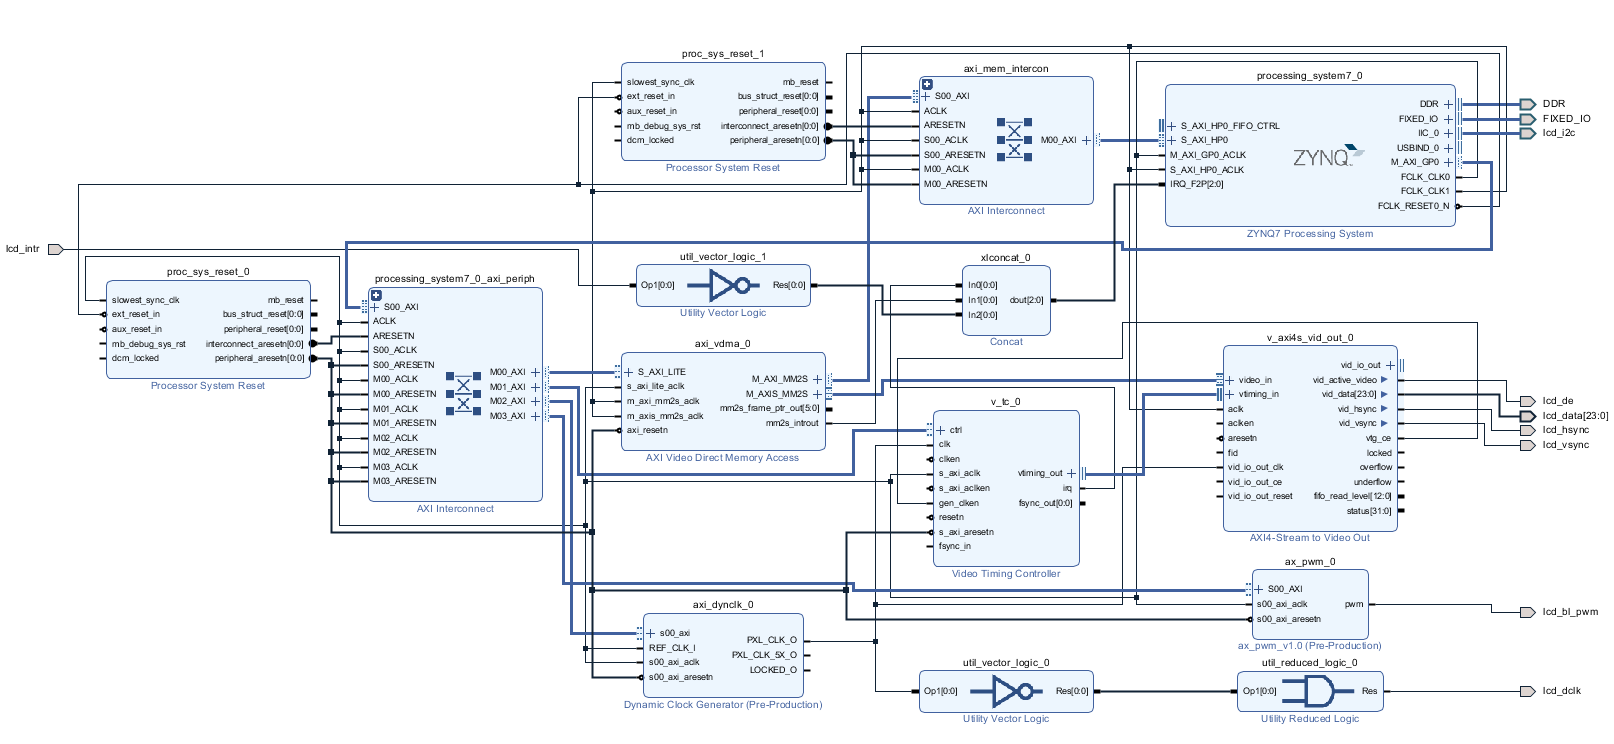 proc_sys_reset_1
slowest_sync_clk
ext_reset_in
aux_reset_in
mb_debug_sys_rst
dcm_locked
mb_reset
bus_struct_reset[0:0]
peripheral_reset[0:0]
interconnect_aresetn[0:0]
peripheral_aresetn[0:0]
Processor System Reset
axi_mem_intercon
S00_AXI
ACLK
ARESETN
S00_ACLK
S00_ARESETN
M00_ACLK
M00_ARESETN
M00_AXI
AXI Interconnect
processing_system7_0
S_AXI_HP0_FIFO_CTRL
S_AXI_HP0
M_AXI_GP0_ACLK
S_AXI_HP0_ACLK
IRQ_F2P[2:0]
ZYNQ
DDR
FIXED_IO
IIC_0
USBIND_0
M_AXI_GP0
FCLK_CLK0
FCLK_CLK1
FCLK_RESET0_N
ZYNQ7 Processing System
DDR
FIXED_IO
lcd_i2c
lcd_intr
proc_sys_reset_0
slowest_sync_clk
ext_reset_in
aux_reset_in
mb_debug_sys_rst
dcm_locked
mb_reset
bus_struct_reset[0:0]
peripheral_reset[0:0]
interconnect_aresetn[0:0]
peripheral_aresetn[0:0]
Processor System Reset
processing_system7_0_axi_periph
S00_AXI
ACLK
ARESETN
S00_ACLK
S00_ARESETN
M00_ACLK
M00_ARESETN
M01_ACLK
M01_ARESETN
M02_ACLK
M02_ARESETN
M03_ACLK
M03_ARESETN
M00_AXI
M01_AXI
M02_AXI
M03_AXI
AXI Interconnect
util_vector_logic_1
Op1[0:0]
Res[0:0]
Utility Vector Logic
xlconcat_0
In0[0:0]
In1[0:0]
In2[0:0]
dout[2:0]
Concat
axi_vdma_0
S_AXI_LITE
s_axi_lite_aclk
m_axi_mm2s_aclk
m_axis_mm2s_aclk
axi_resetn
M_AXI_MM2S
M_AXIS_MM2S
mm2s_frame_ptr_out[5:0]
mm2s_introut
AXI Video Direct Memory Access
v_tc_0
ctrl
clk
clken
s_axi_aclk
s_axi_aclken
gen_clken
resetn
s_axi_aresetn
fsync_in
vtiming_out
irq
fsync_out[0:0]
Video Timing Controller
v_axi4s_vid_out_0
video_in
vtiming_in
aclk
aclken
aresetn
fid
vid_io_out_clk
vid_io_out_ce
vid_io_out_reset
vid_io_out
vid_active_video
vid_data[23:0]
vid_hsync
vid_vsync
vtg_ce
locked
overflow
underflow
fifo_read_level[12:0]
status[31:0]
AXI4-Stream to Video Out
lcd_de
lcd_data[23:0]
lcd_hsync
lcd_vsync
ax_pwm_0
S00_AXI
s00_axi_aclk
s00_axi_aresetn
pwm
ax_pwm_v1.0 (Pre-Production)
lcd_bl_pwm
axi_dynclk_0
s00_axi
REF_CLK_I
s00_axi_aclk
s00_axi_aresetn
PXL_CLK_O
PXL_CLK_5X_O
LOCKED_O
Dynamic Clock Generator (Pre-Production)
util_vector_logic_0
Op1[0:0]
Res[0:0]
Utility Vector Logic
util_reduced_logic_0
Op1[0:0]
Res
Utility Reduced Logic
lcd_dclk